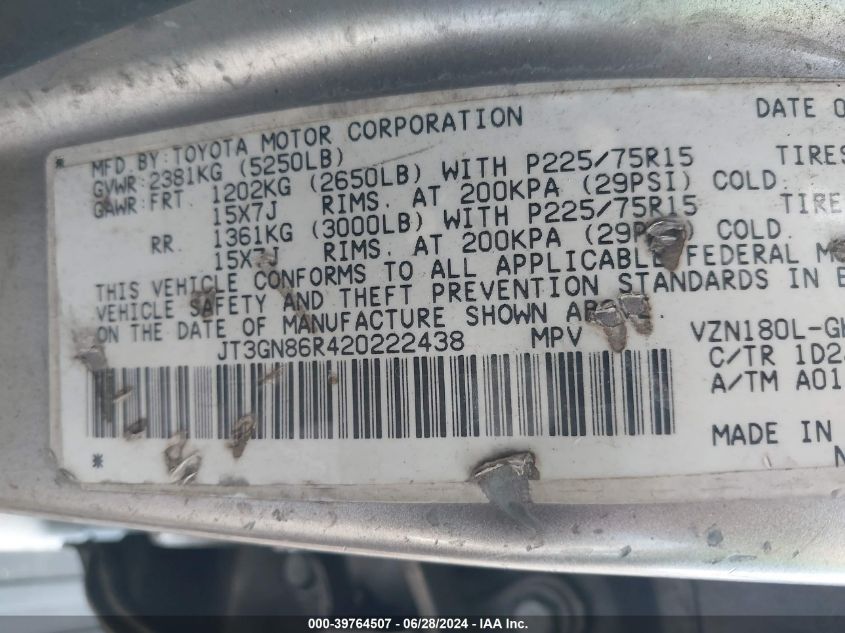 DATE O
* MFD BY: TOYOTA MOTOR CORPORATION
GVWR: 2381KG (5250LB)
GAWR: FRT. 1202KG (2650LB) WITH P225/75R15 TIRES
15X7J RIMS, AT 200KPA (29PSI) COLD.
RR. 1361KG (3000LB) WITH P225/75R15 TIRE
15X7J RIMS, AT 200KPA COLD.
THIS VEHICLE CONFORMS TO ALL APPLICABLE FEDERAL M
VEHICLE SAFETY AND THEFT PREVENTION STANDARDS IN E
ON THE DATE OF MANUFACTURE SHOWN
JT3GN86R420222438 MPV VZN180L-G
C/TR 1D2
A/TM A01
MADE IN
*
000-39764507 | 06/28/2024 | IAA Inc.